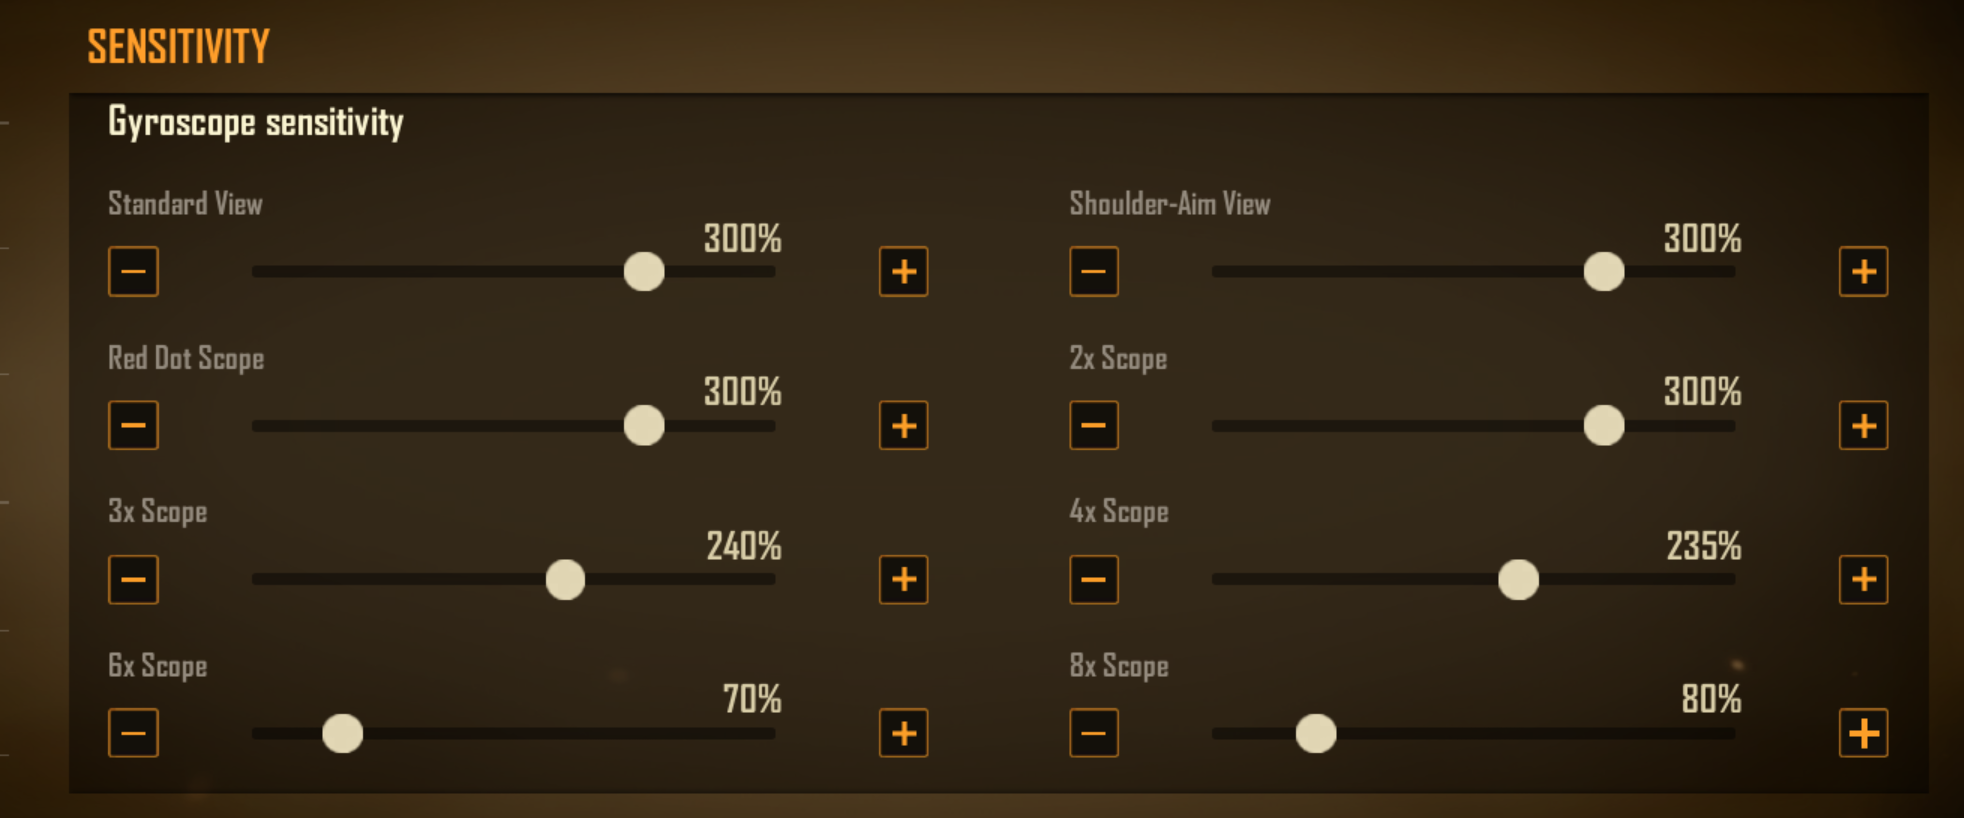 SENSITIVITY
Gyroscope sensitivity
Standard View
300%
Shoulder-Aim View
300%
Red Dot Scope
300%
2x Scope
300%
3x Scope
240%
4x Scope
235%
6x Scope
70%
8x Scope
80%